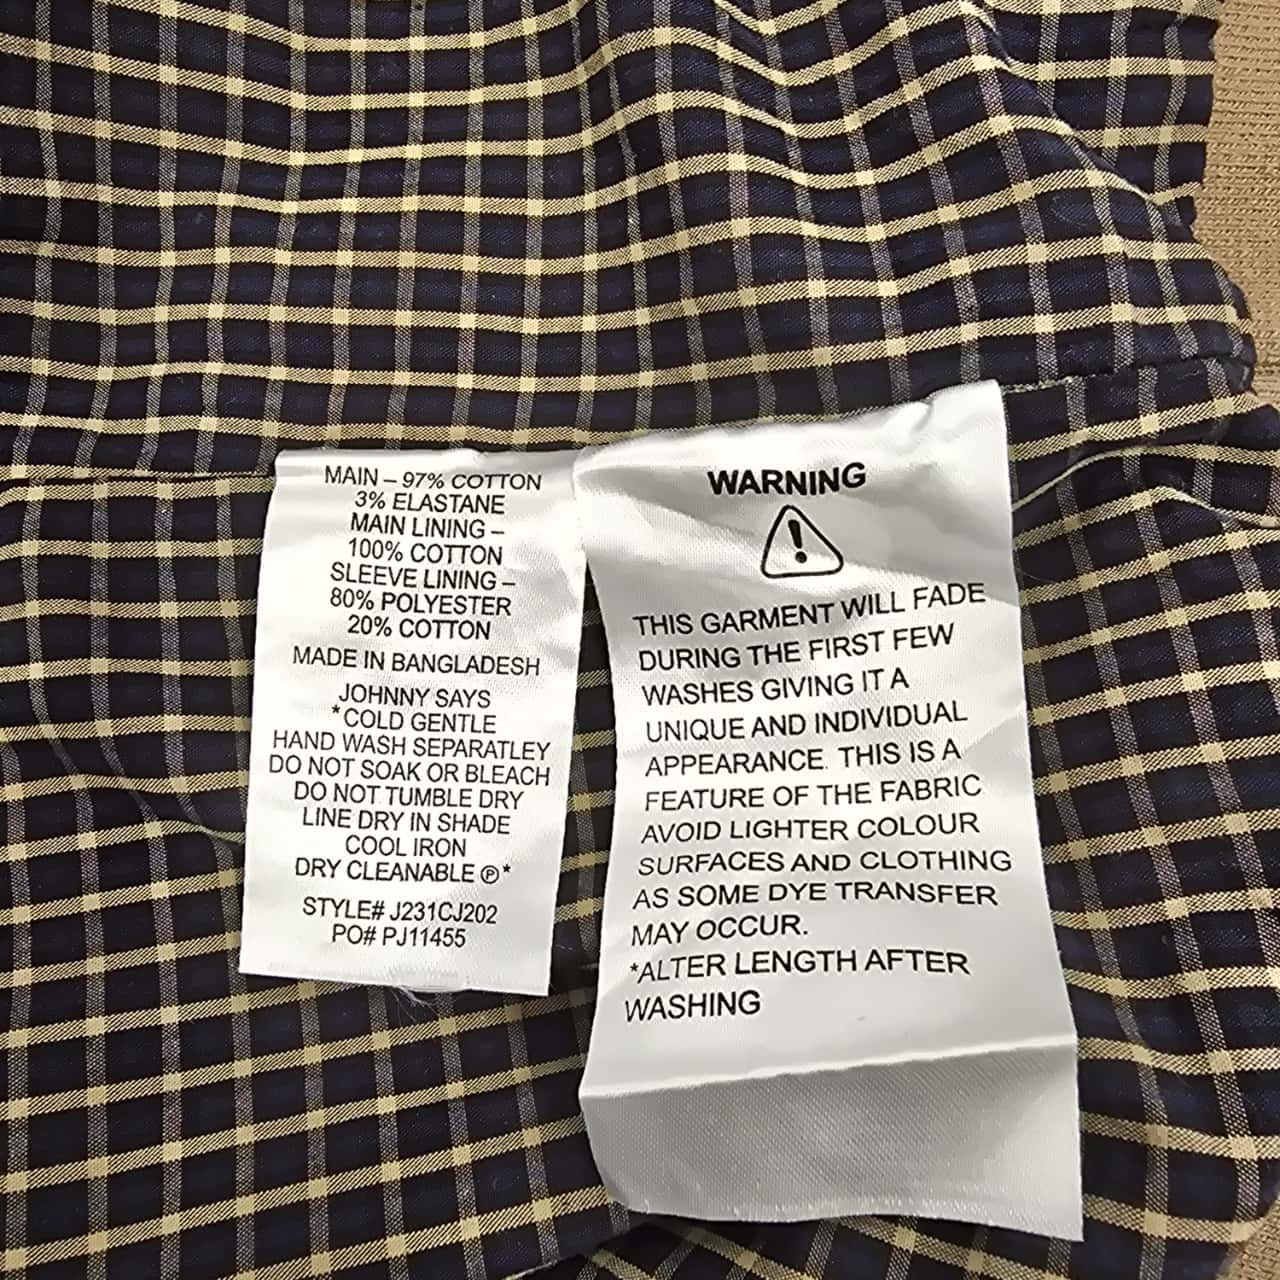 MAIN – 97% COTTON
3% ELASTANE
MAIN LINING –
100% COTTON
SLEEVE LINING –
80% POLYESTER
20% COTTON
MADE IN BANGLADESH
JOHNNY SAYS
*COLD GENTLE
HAND WASH SEPARATLEY
DO NOT SOAK OR BLEACH
DO NOT TUMBLE DRY
LINE DRY IN SHADE
COOL IRON
DRY CLEANABLE Ⓟ*
STYLE# J231CJ202
PO# PJ11455
WARNING
!
THIS GARMENT WILL FADE
DURING THE FIRST FEW
WASHES GIVING IT A
UNIQUE AND INDIVIDUAL
APPEARANCE. THIS IS A
FEATURE OF THE FABRIC
AVOID LIGHTER COLOUR
SURFACES AND CLOTHING
AS SOME DYE TRANSFER
MAY OCCUR.
*ALTER LENGTH AFTER
WASHING